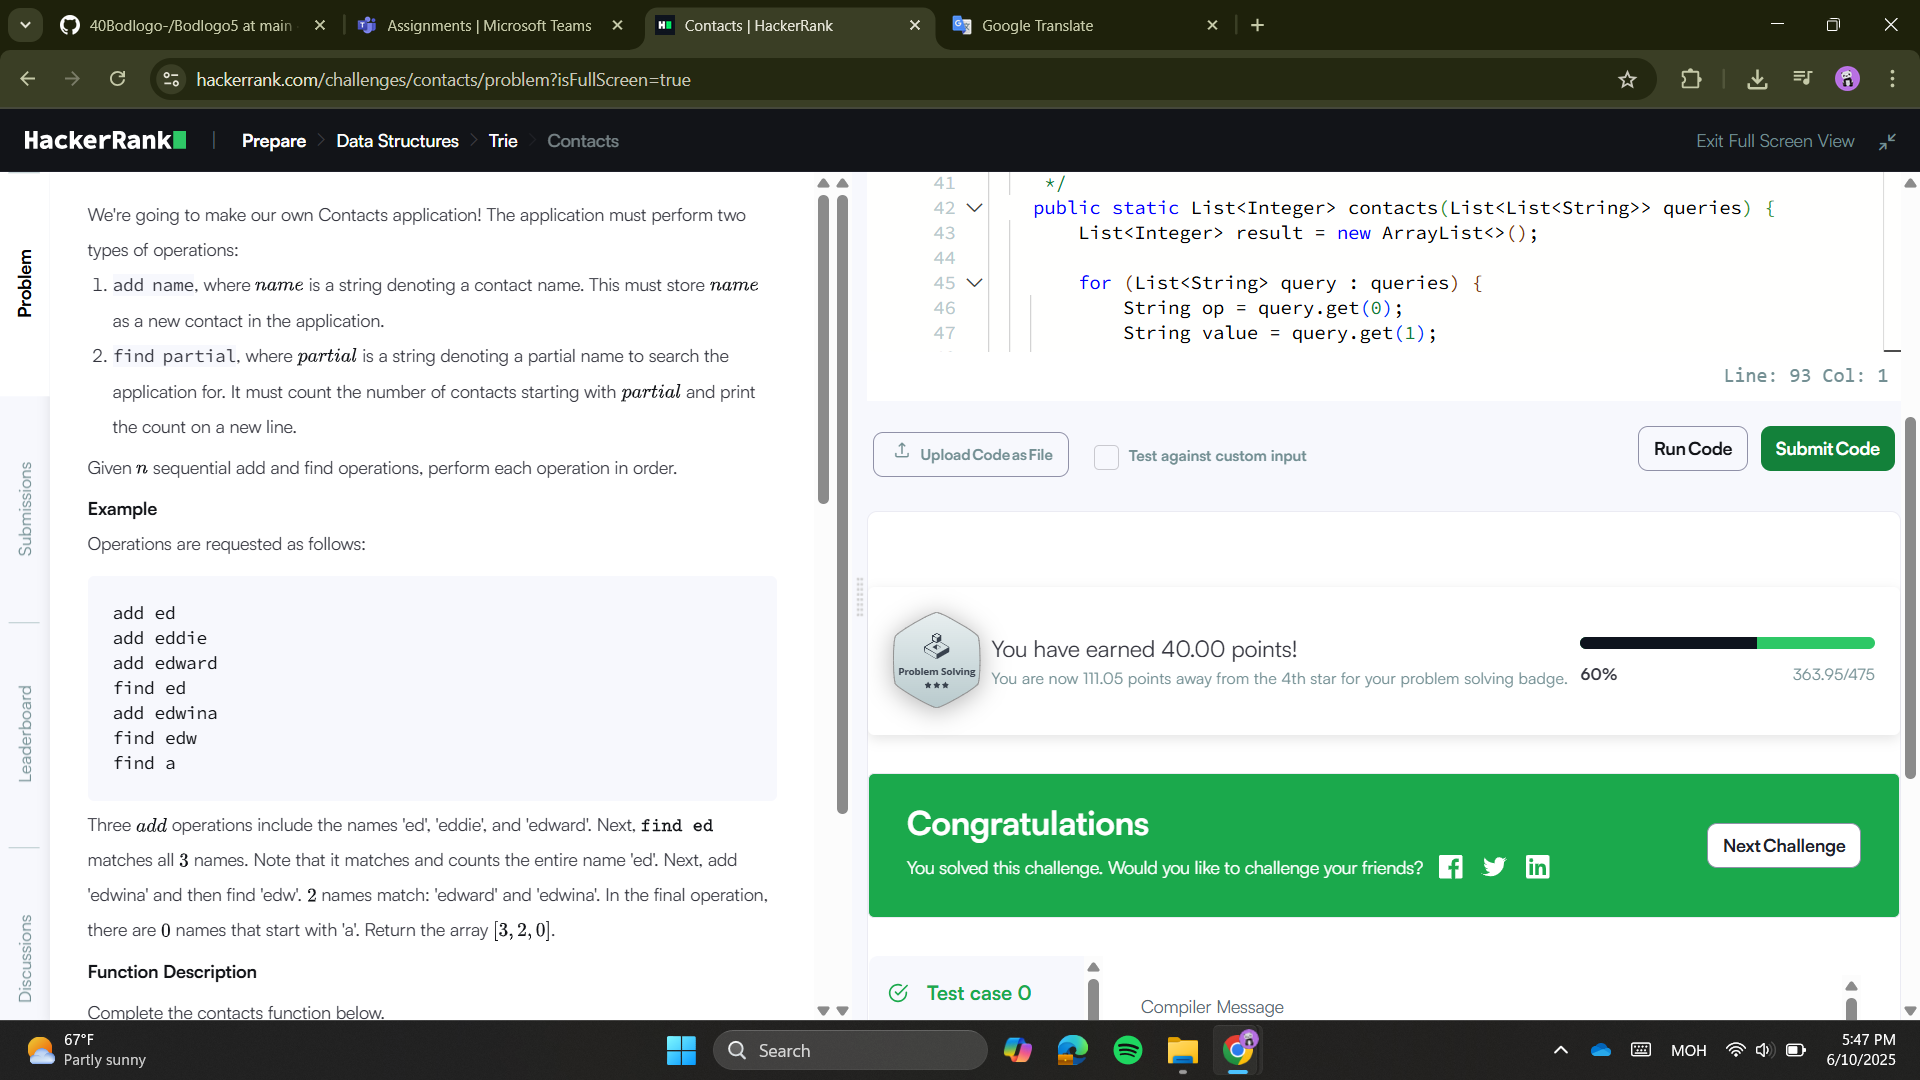 40Bodlogo-/Bodlogo5 at main
Assignments | Microsoft Teams
Contacts | HackerRank
Google Translate
hackerrank.com/challenges/contacts/problem?isFullScreen=true
HackerRank
Prepare
Data Structures
Trie
Contacts
Exit Full Screen View
Problem
Submissions
Leaderboard
Discussions
We're going to make our own Contacts application! The application must perform two
types of operations:
1. add name, where name is a string denoting a contact name. This must store name
as a new contact in the application.
2. find partial, where partial is a string denoting a partial name to search the
application for. It must count the number of contacts starting with partial and print
the count on a new line.
Given n sequential add and find operations, perform each operation in order.
Example
Operations are requested as follows:
add ed
add eddie
add edward
find ed
add edwina
find edw
find a
Three add operations include the names 'ed', 'eddie', and 'edward'. Next, find ed
matches all 3 names. Note that it matches and counts the entire name 'ed'. Next, add
'edwina' and then find 'edw'. 2 names match: 'edward' and 'edwina'. In the final operation,
there are 0 names that start with 'a'. Return the array [3, 2, 0].
Function Description
Complete the contacts function below.
41 */
42 public static List<Integer> contacts(List<List<String>> queries) {
43 List<Integer> result = new ArrayList<>();
44
45 for (List<String> query : queries) {
46 String op = query.get(0);
47 String value = query.get(1);
Line: 93 Col: 1
Upload Code as File
Test against custom input
Run Code
Submit Code
Problem Solving
You have earned 40.00 points!
You are now 111.05 points away from the 4th star for your problem solving badge.
60%
363.95/475
Congratulations
You solved this challenge. Would you like to challenge your friends?
Next Challenge
Test case 0
Compiler Message
67°F
Partly sunny
Search
MOH
5:47 PM
6/10/2025